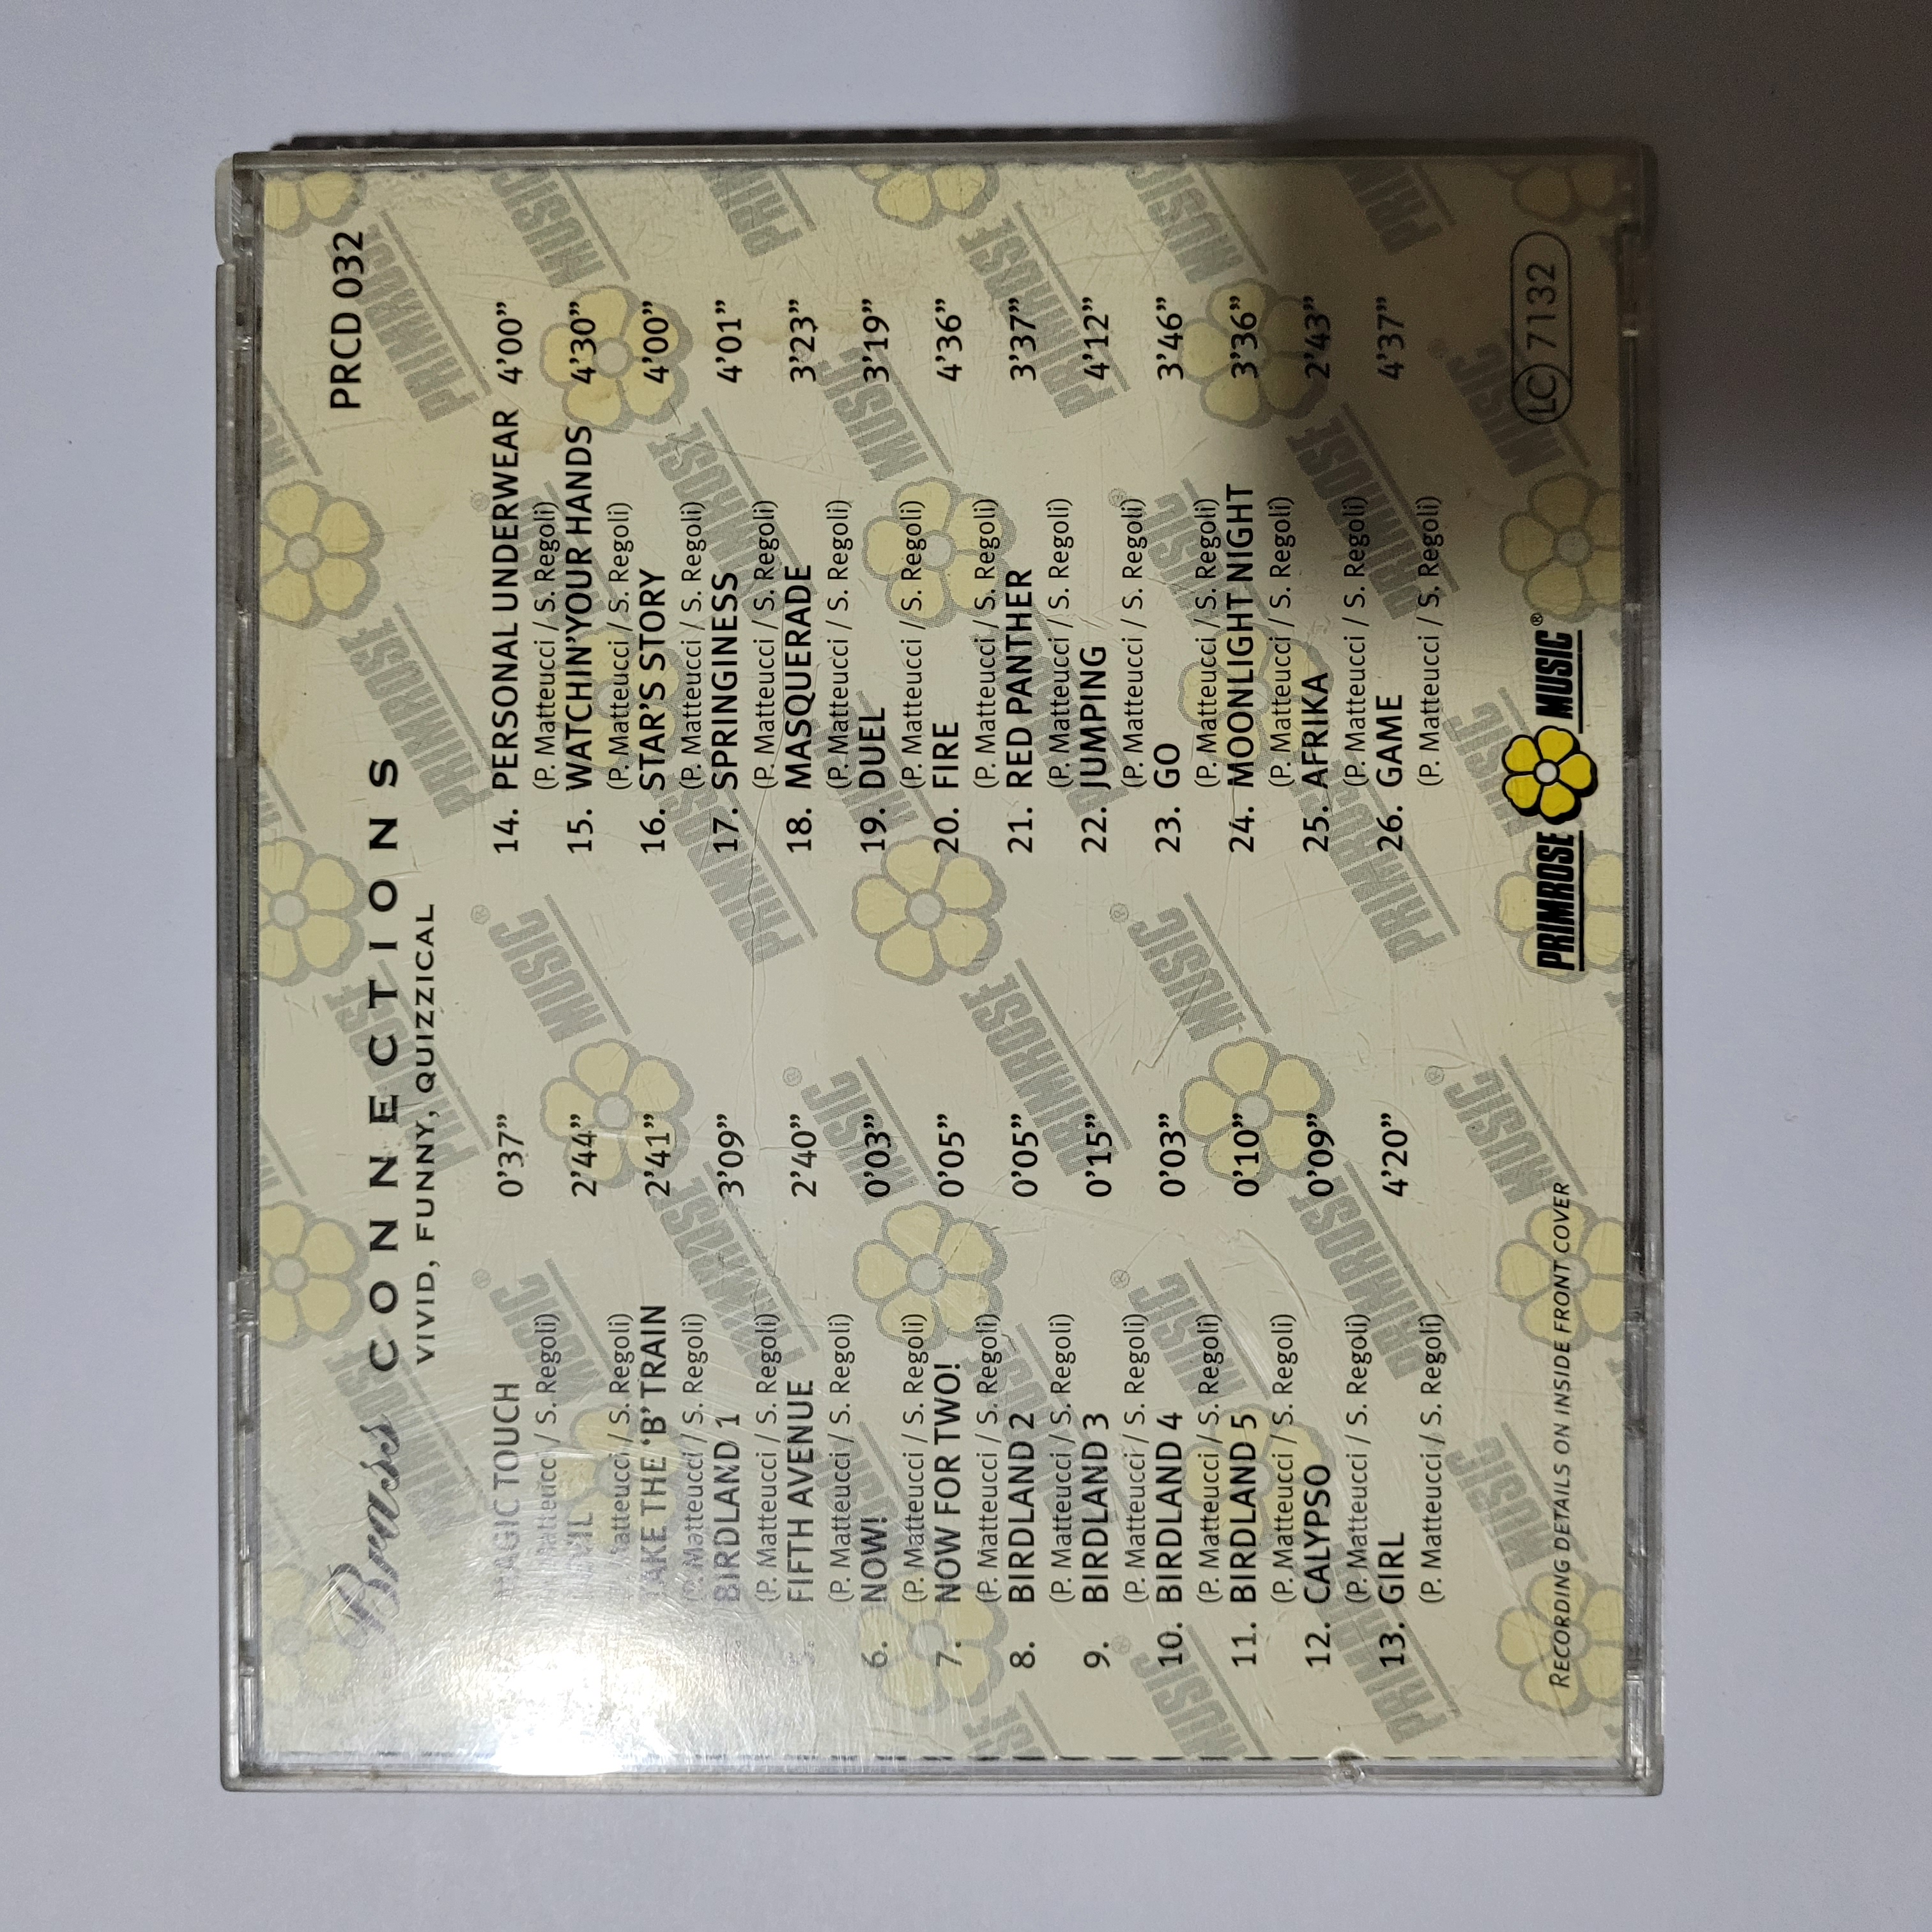 PRCD 032
Brass CONNECTIONS
VIVID, FUNNY, QUIZZICAL
MAGIC TOUCH 0'37”
Matteucci / S. Regoli)
2'44”
Matteucci / S. Regoli)
TAKE THE ‘B’ TRAIN 2'41”
(P. Matteucci / S. Regoli)
BIRDLAND 1 3'09”
(P. Matteucci / S. Regoli)
FIFTH AVENUE 2'40”
(P. Matteucci / S. Regoli)
6. NOW! 0'03”
(P. Matteucci / S. Regoli)
7. NOW FOR TWO! 0'05”
(P. Matteucci / S. Regoli)
8. BIRDLAND 2 0'05”
(P. Matteucci / S. Regoli)
9. BIRDLAND 3 0'15”
(P. Matteucci / S. Regoli)
10. BIRDLAND 4 0'03”
(P. Matteucci / S. Regoli)
11. BIRDLAND 5 0'10”
(P. Matteucci / S. Regoli)
12. CALYPSO 0'09”
(P. Matteucci / S. Regoli)
13. GIRL 4'20”
(P. Matteucci / S. Regoli)
14. PERSONAL UNDERWEAR 4'00”
(P. Matteucci / S. Regoli)
15. WATCHIN'YOUR HANDS 4'30”
(P. Matteucci / S. Regoli)
16. STAR'S STORY 4'00”
(P. Matteucci / S. Regoli)
17. SPRINGINESS 4'01”
(P. Matteucci / S. Regoli)
18. MASQUERADE 3'23”
(P. Matteucci / S. Regoli)
19. DUEL 3'19”
(P. Matteucci / S. Regoli)
20. FIRE 4'36”
(P. Matteucci / S. Regoli)
21. RED PANTHER 3'37”
(P. Matteucci / S. Regoli)
22. JUMPING 4'12”
(P. Matteucci / S. Regoli)
23. GO 3'46”
(P. Matteucci / S. Regoli)
24. MOONLIGHT NIGHT 3'36”
(P. Matteucci / S. Regoli)
25. AFRIKA 2'43”
(P. Matteucci / S. Regoli)
26. GAME 4'37”
(P. Matteucci / S. Regoli)
RECORDING DETAILS ON INSIDE FRONT COVER
PRIMROSE MUSIC®
LC 7132